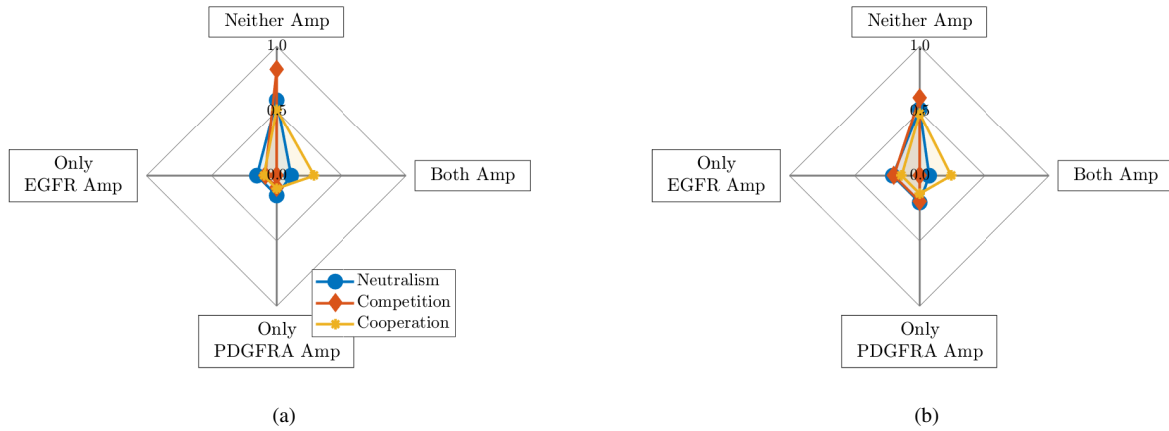 Neither Amp
1.0
0.5
0.0
Only
EGFR Amp
Both Amp
Neutralism
Competition
Cooperation
Only
PDGFRA Amp
(a)
Neither Amp
1.0
0.5
0.0
Only
EGFR Amp
Both Amp
Only
PDGFRA Amp
(b)